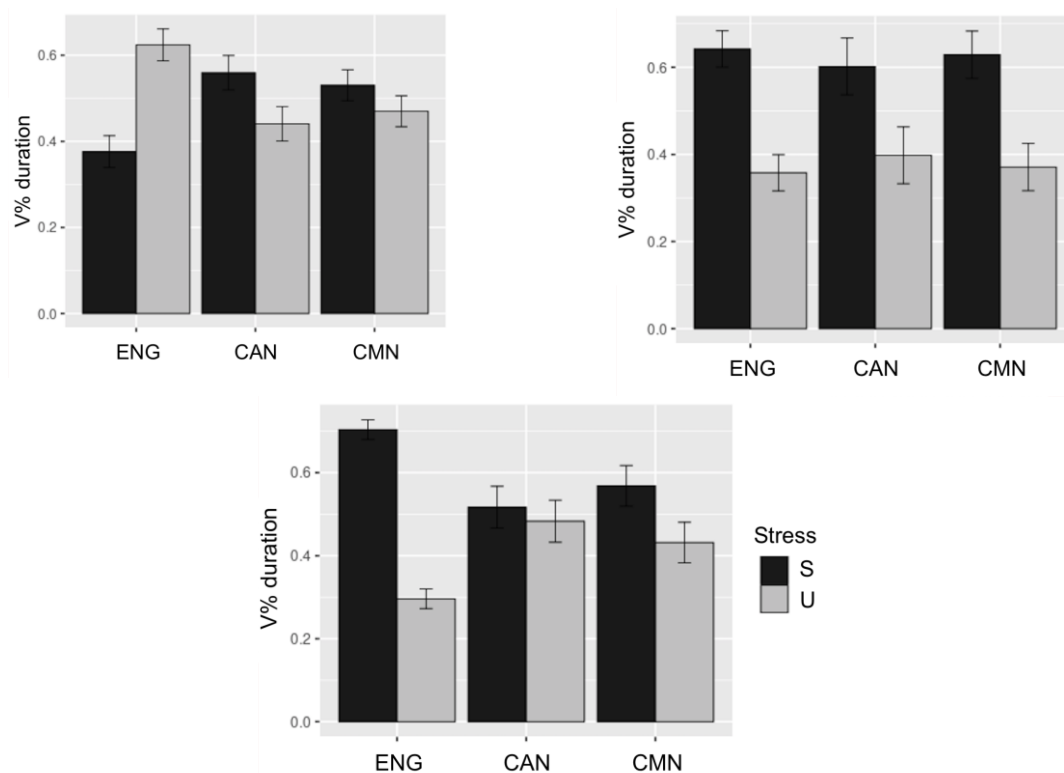 V% duration
0.6
0.4
0.2
0.0
ENG CAN CMN
V% duration
0.6
0.4
0.2
0.0
ENG CAN CMN
V% duration
0.6
0.4
0.2
0.0
ENG CAN CMN
Stress
S
U